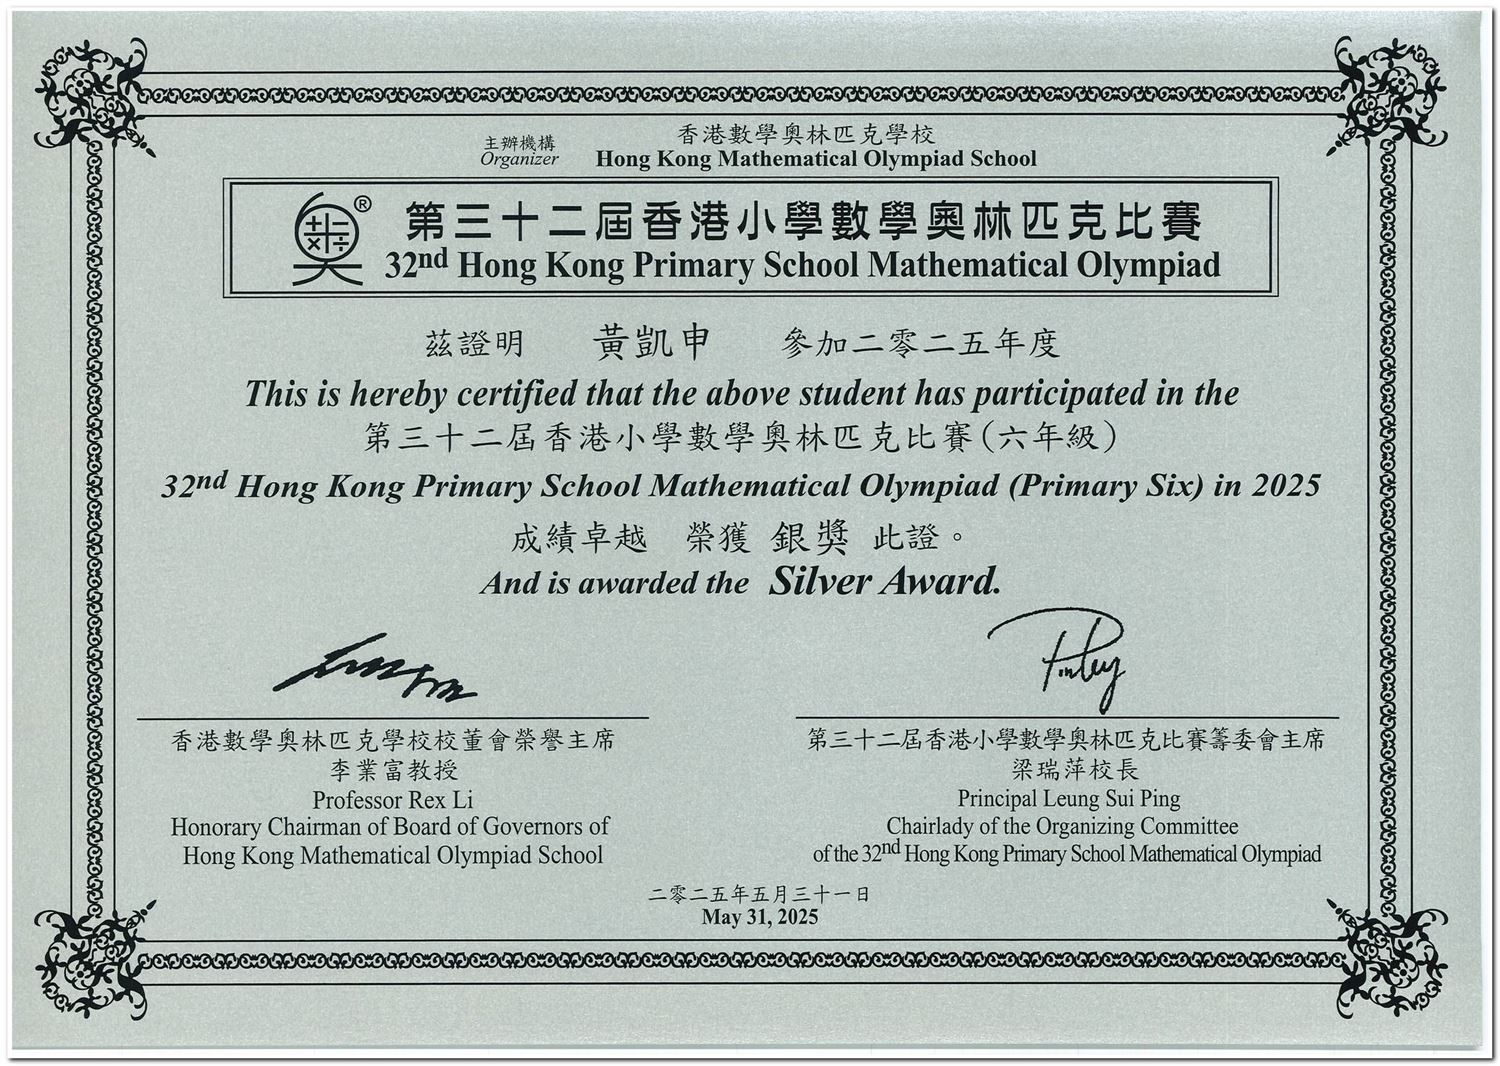 主辦機構 香港數學奧林匹克學校
Organizer Hong Kong Mathematical Olympiad School
第三十二屆香港小學數學奧林匹克比賽
32nd Hong Kong Primary School Mathematical Olympiad
茲證明 黃凱申 參加二零二五年度
This is hereby certified that the above student has participated in the
第三十二屆香港小學數學奧林匹克比賽(六年級)
32nd Hong Kong Primary School Mathematical Olympiad (Primary Six) in 2025
成績卓越 榮獲 銀獎 此證。
And is awarded the Silver Award.
香港數學奧林匹克學校校董會榮譽主席
李業富教授
Professor Rex Li
Honorary Chairman of Board of Governors of
Hong Kong Mathematical Olympiad School
第三十二屆香港小學數學奧林匹克比賽籌委會主席
梁瑞萍校長
Principal Leung Sui Ping
Chairlady of the Organizing Committee
of the 32nd Hong Kong Primary School Mathematical Olympiad
二零二五年五月三十一日
May 31, 2025